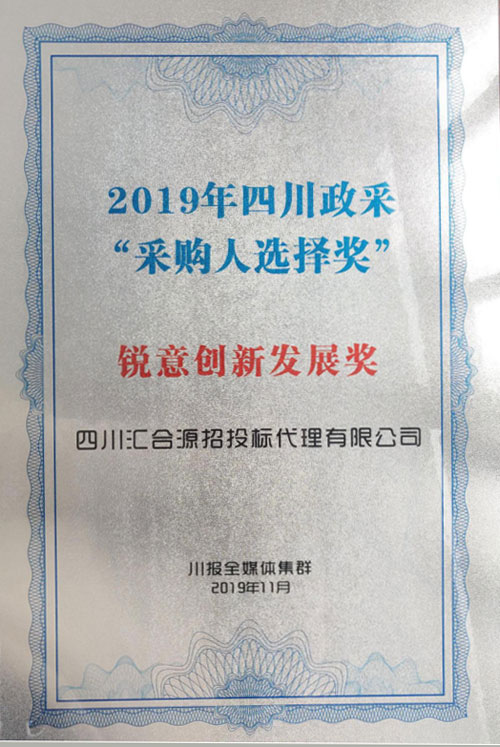 2019年四川政采
“采购人选择奖”
锐意创新发展奖
四川汇合源招投标代理有限公司
川报全媒体集群
2019年11月